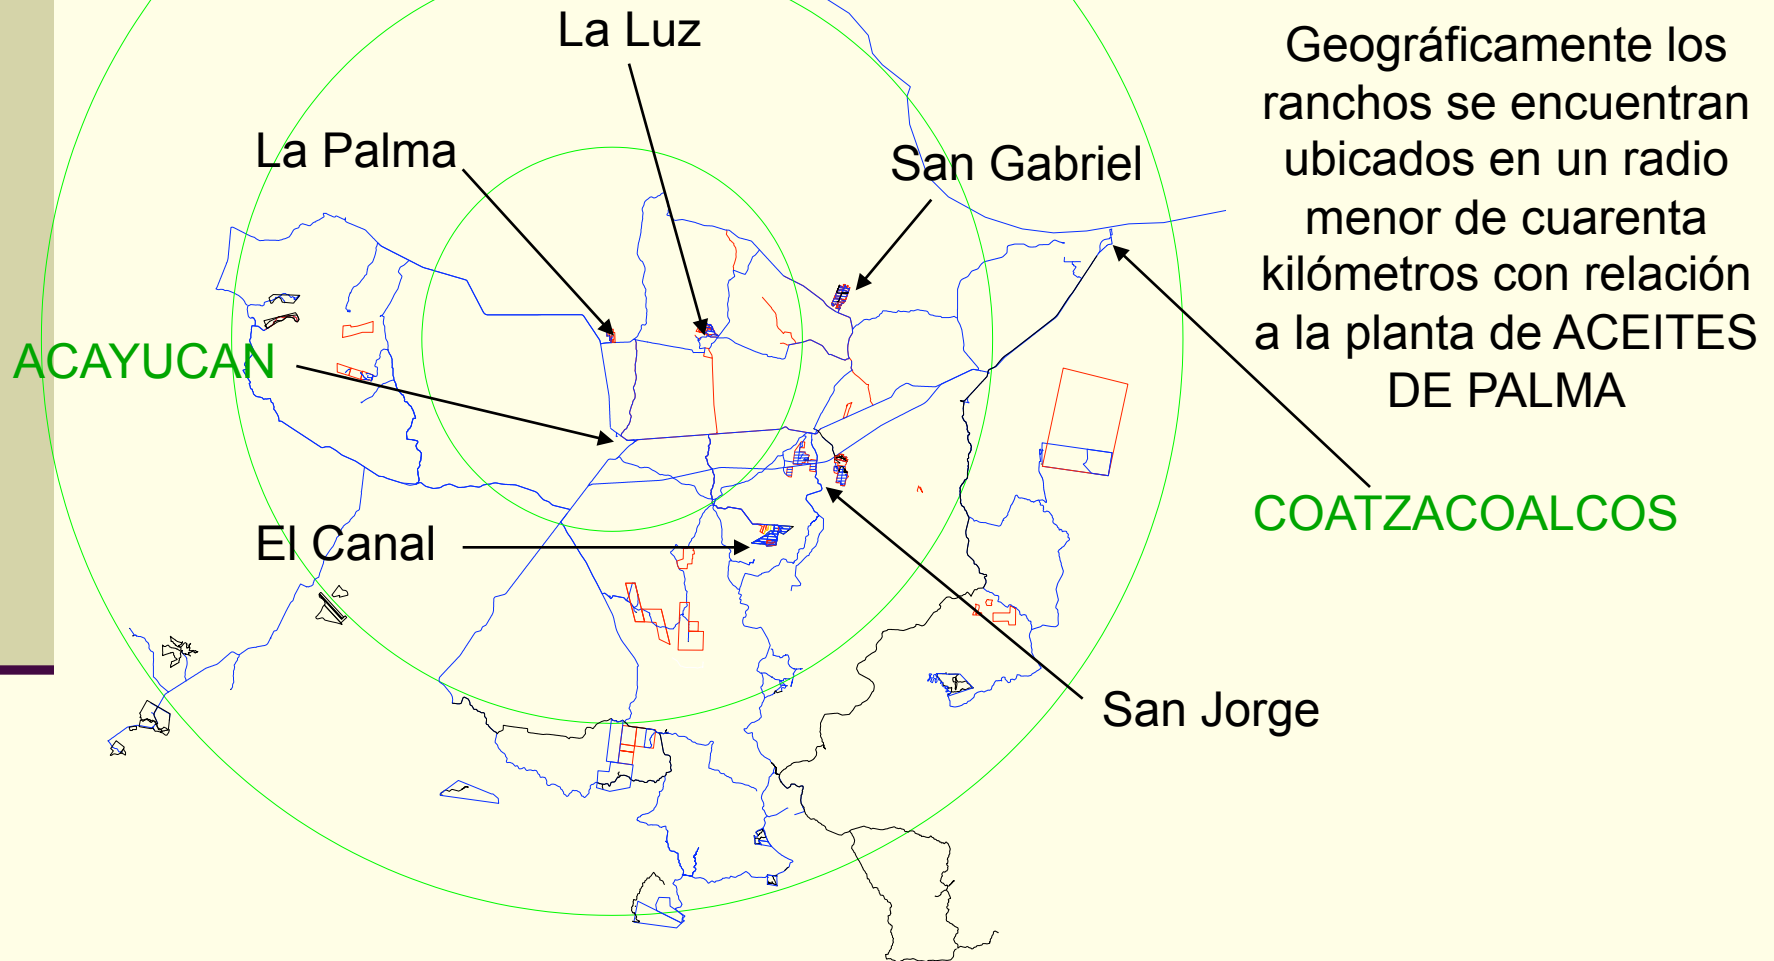 La Luz
La Palma
San Gabriel
ACAYUCAN
El Canal
San Jorge
COATZACOALCOS
Geográficamente los
ranchos se encuentran
ubicados en un radio
menor de cuarenta
kilómetros con relación
a la planta de ACEITES
DE PALMA